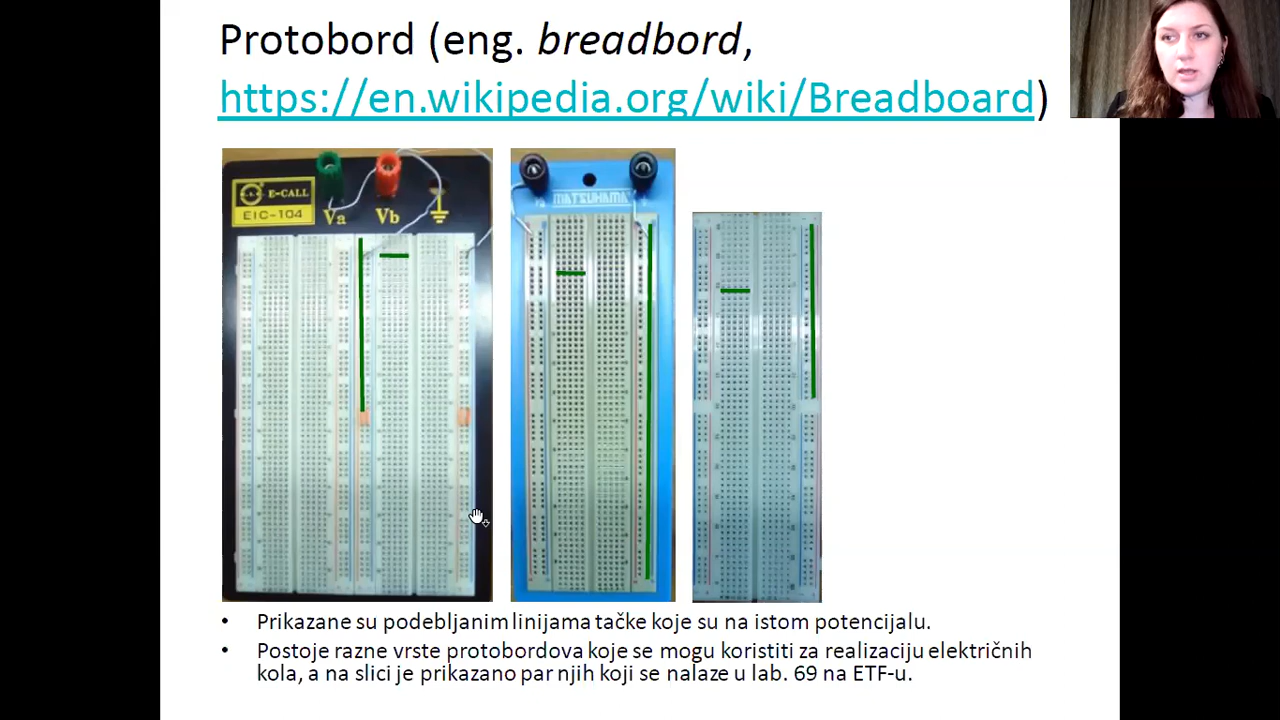 Protobord (eng. breadbord,
https://en.wikipedia.org/wiki/Breadboard)
E-CALL
EIC-104
Va
Vb
MATSUHAMA
Prikazane su podebljanim linijama tačke koje su na istom potencijalu.
Postoje razne vrste protobordova koje se mogu koristiti za realizaciju električnih
kola, a na slici je prikazano par njih koji se nalaze u lab. 69 na ETF-u.